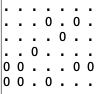 . . . . . . .
. . . 0 . 0 .
. . . . 0 . .
. . 0 . . . .
0 0 . . . 0 0
0 0 . 0 . . .